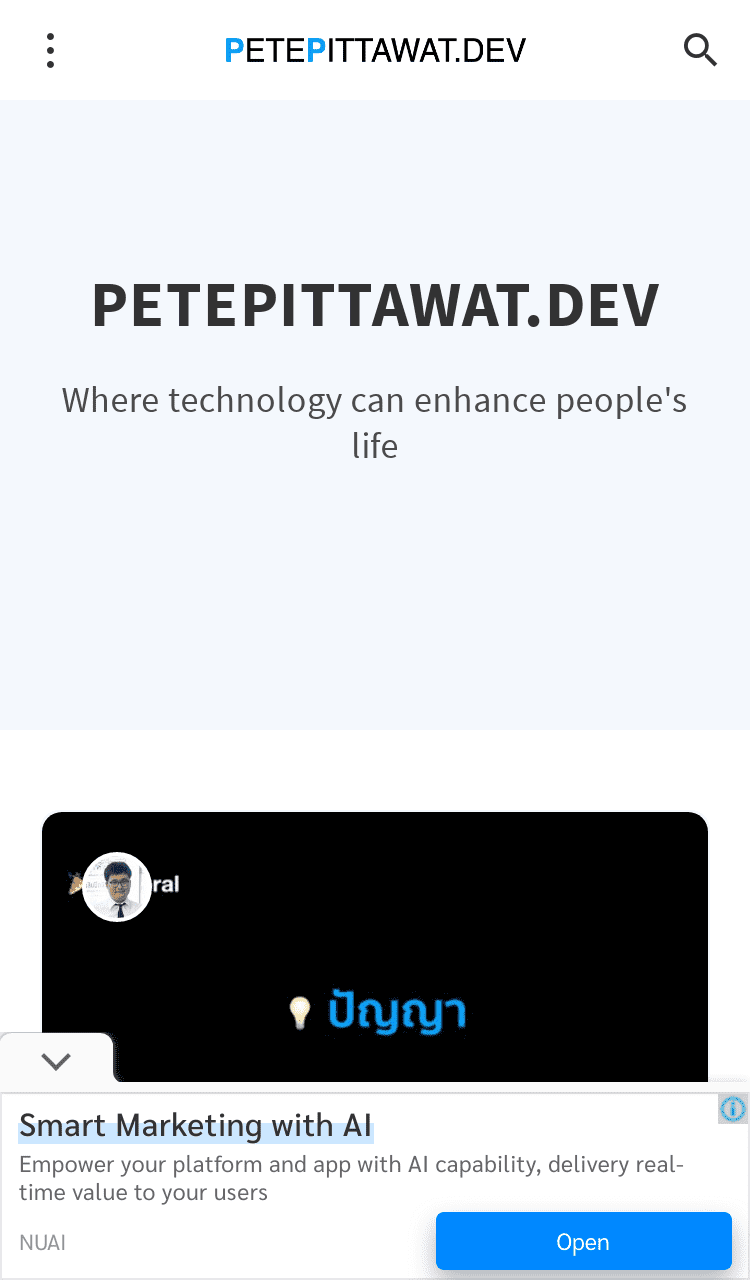 PETEPITTAWAT.DEV
PETEPITTAWAT.DEV
Where technology can enhance people's
life
ral
ปัญญา
Smart Marketing with AI
Empower your platform and app with AI capability, delivery real-
time value to your users
NUAI
Open